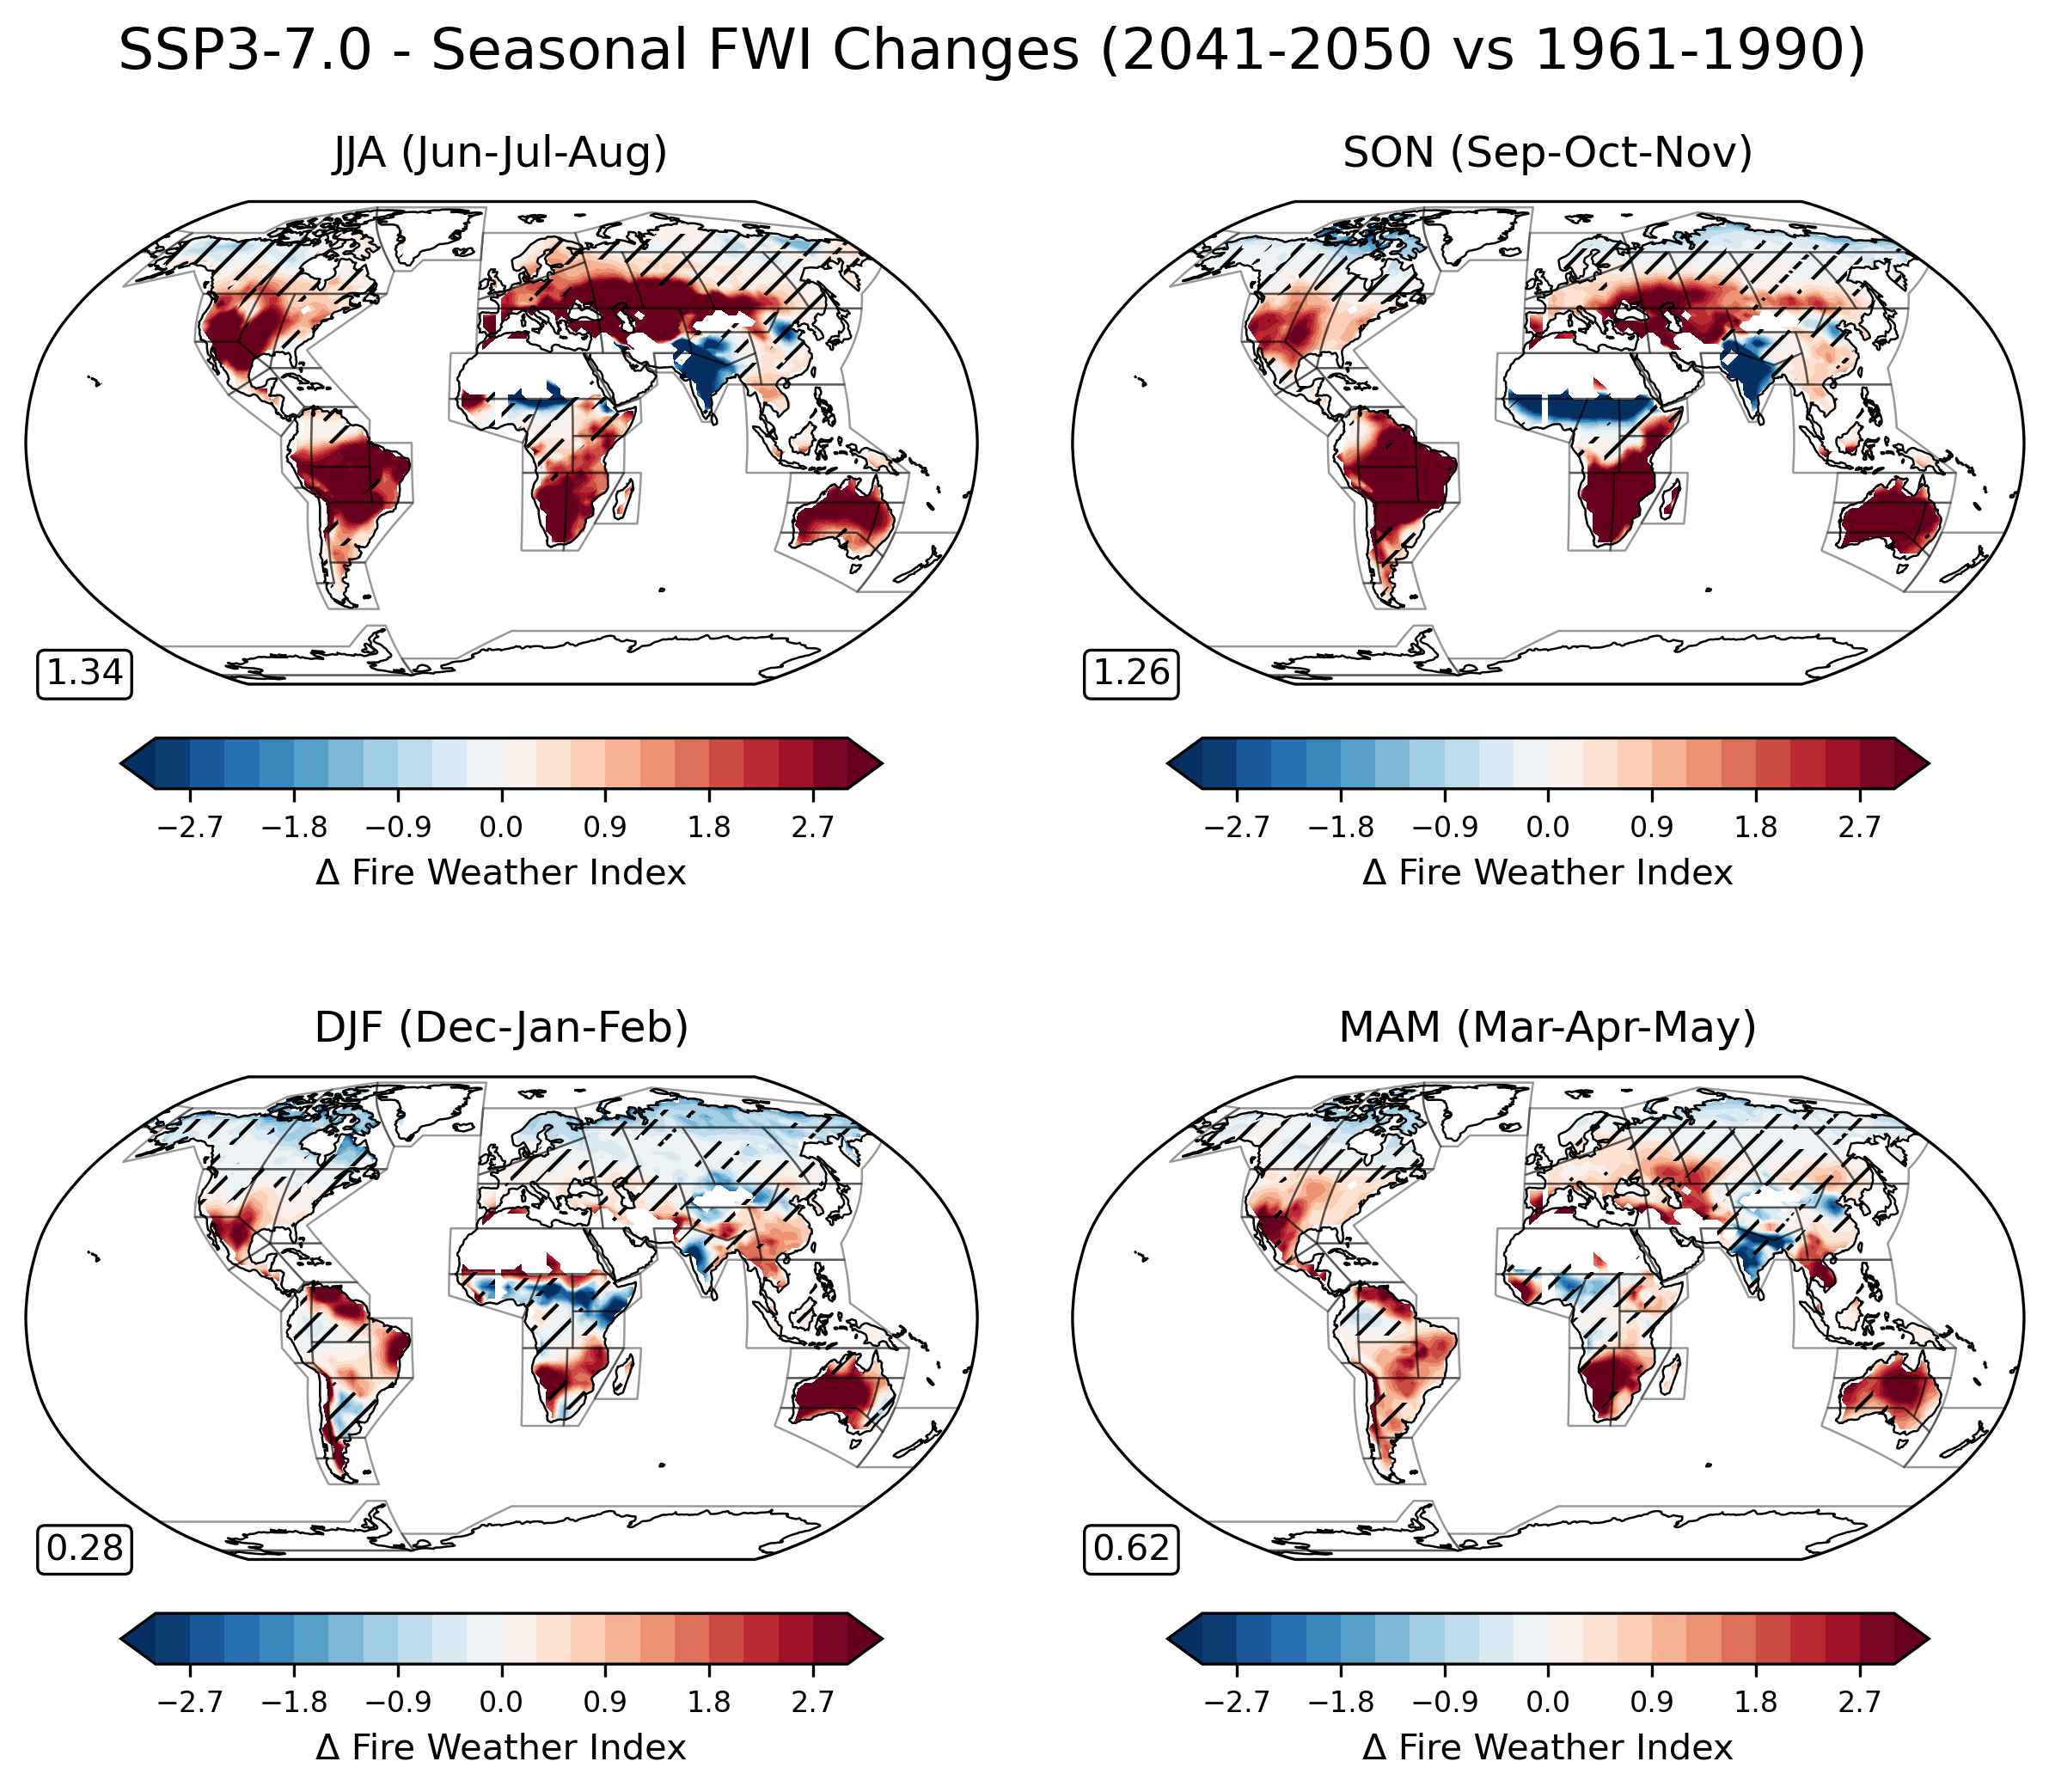 SSP3-7.0 - Seasonal FWI Changes (2041-2050 vs 1961-1990)
JJA (Jun-Jul-Aug)
1.34
−2.7 −1.8 −0.9 0.0 0.9 1.8 2.7
Δ Fire Weather Index
SON (Sep-Oct-Nov)
1.26
−2.7 −1.8 −0.9 0.0 0.9 1.8 2.7
Δ Fire Weather Index
DJF (Dec-Jan-Feb)
0.28
−2.7 −1.8 −0.9 0.0 0.9 1.8 2.7
Δ Fire Weather Index
MAM (Mar-Apr-May)
0.62
−2.7 −1.8 −0.9 0.0 0.9 1.8 2.7
Δ Fire Weather Index